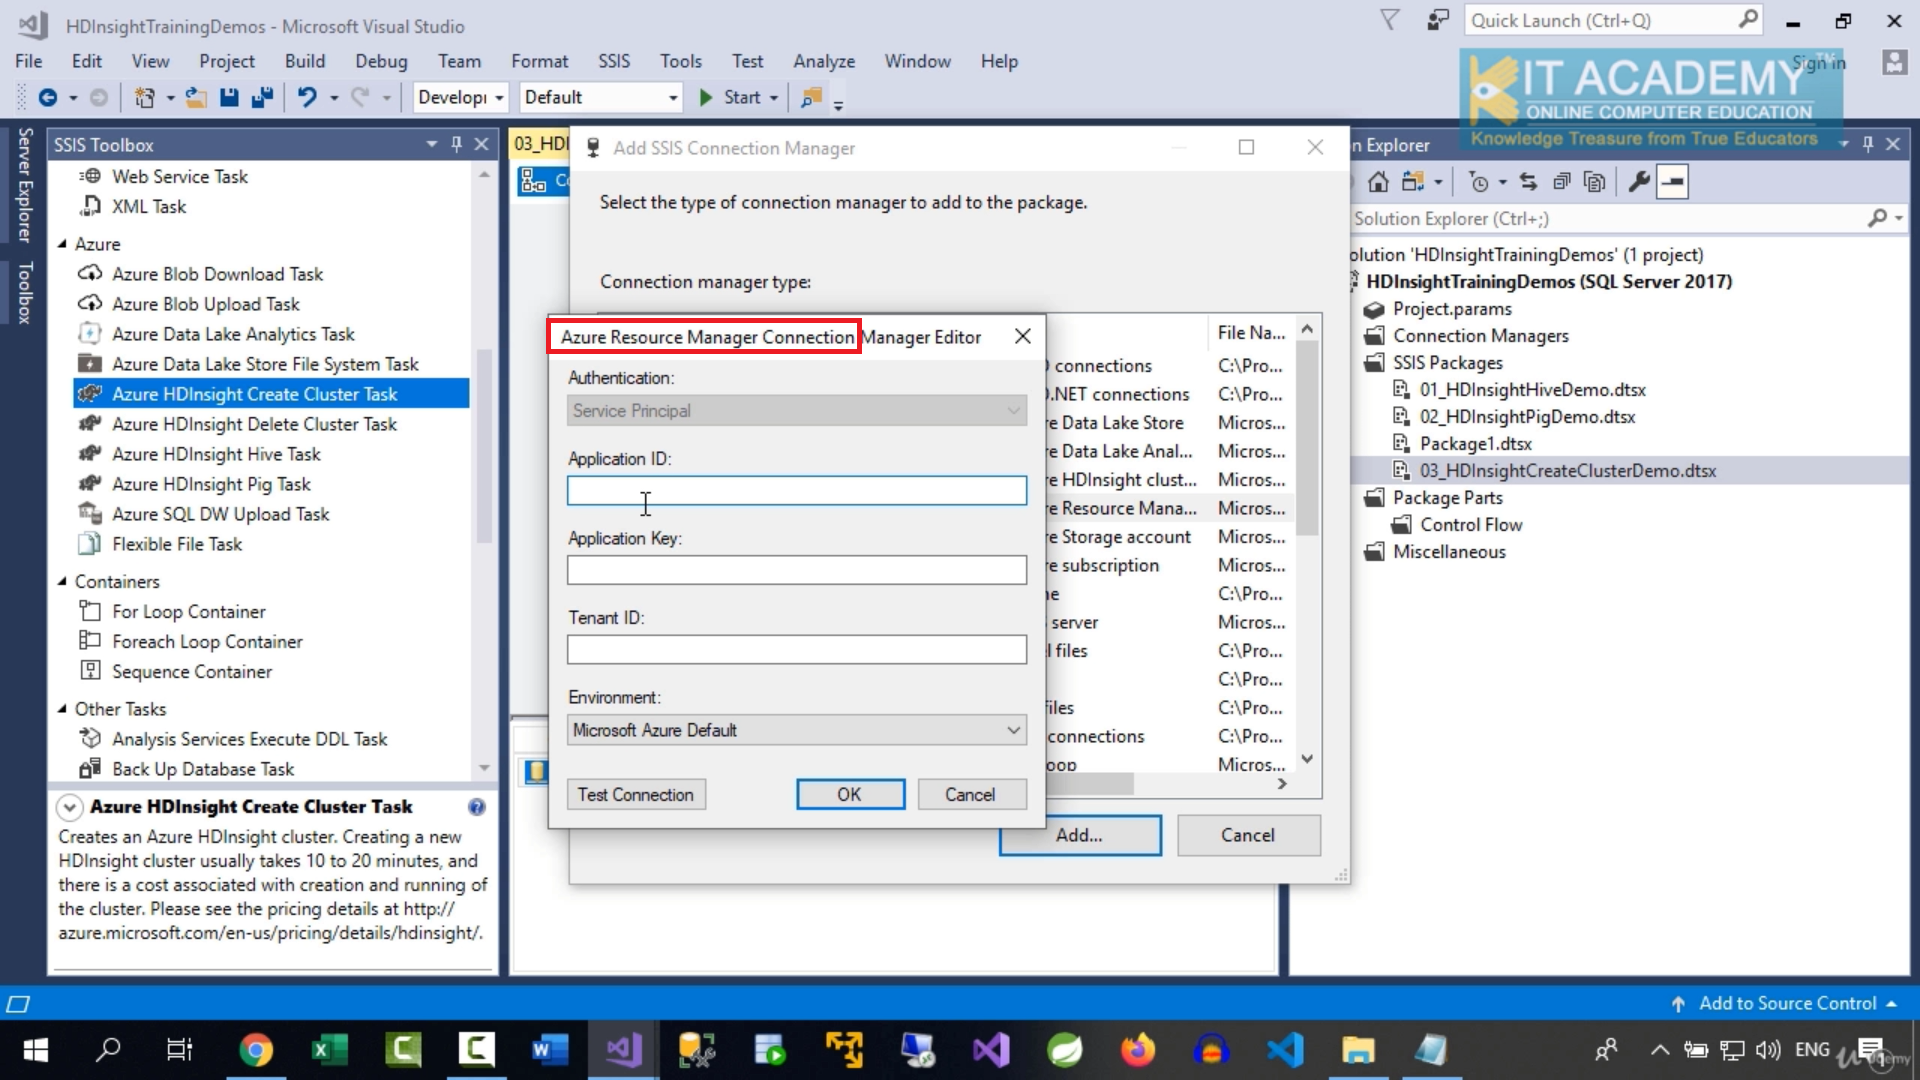 HDInsightTrainingDemos - Microsoft Visual Studio
Quick Launch (Ctrl+Q)
File Edit View Project Build Debug Team Format SSIS Tools Test Analyze Window Help
Sign in
IT ACADEMY™
ONLINE COMPUTER EDUCATION
Knowledge Treasure from True Educators
Develop
Default
Start
Server Explorer
Toolbox
SSIS Toolbox
Web Service Task
XML Task
Azure
Azure Blob Download Task
Azure Blob Upload Task
Azure Data Lake Analytics Task
Azure Data Lake Store File System Task
Azure HDInsight Create Cluster Task
Azure HDInsight Delete Cluster Task
Azure HDInsight Hive Task
Azure HDInsight Pig Task
Azure SQL DW Upload Task
Flexible File Task
Containers
For Loop Container
Foreach Loop Container
Sequence Container
Other Tasks
Analysis Services Execute DDL Task
Back Up Database Task
Azure HDInsight Create Cluster Task
Creates an Azure HDInsight cluster. Creating a new
HDInsight cluster usually takes 10 to 20 minutes, and
there is a cost associated with creation and running of
the cluster. Please see the pricing details at http://
azure.microsoft.com/en-us/pricing/details/hdinsight/.
03_HDI
Co
Add SSIS Connection Manager
Select the type of connection manager to add to the package.
Connection manager type:
File Na...
connections C:\Pro...
.NET connections C:\Pro...
re Data Lake Store Micros...
re Data Lake Anal... Micros...
re HDInsight clust... Micros...
re Resource Mana... Micros...
re Storage account Micros...
re subscription Micros...
he C:\Pro...
server Micros...
l files C:\Pro...
C:\Pro...
files C:\Pro...
connections C:\Pro...
oop Micros...
Add...
Cancel
Azure Resource Manager Connection Manager Editor
Authentication:
Service Principal
Application ID:
Application Key:
Tenant ID:
Environment:
Microsoft Azure Default
Test Connection
OK
Cancel
n Explorer
Solution Explorer (Ctrl+;)
olution 'HDInsightTrainingDemos' (1 project)
HDInsightTrainingDemos (SQL Server 2017)
Project.params
Connection Managers
SSIS Packages
01_HDInsightHiveDemo.dtsx
02_HDInsightPigDemo.dtsx
Package1.dtsx
03_HDInsightCreateClusterDemo.dtsx
Package Parts
Control Flow
Miscellaneous
Add to Source Control
ENG